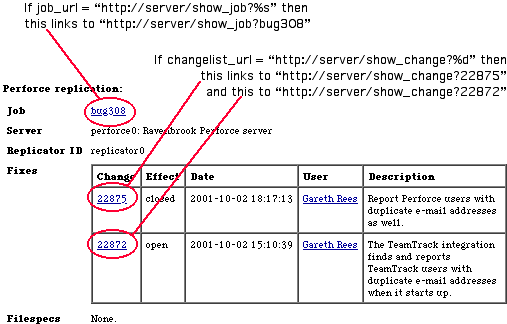 If job_url = “http://server/show_job?%s” then
this links to “http://server/show_job?bug308”
If changelist_url = “http://server/show_change?%d” then
this links to “http://server/show_change?22875”
and this to “http://server/show_change?22872”
Perforce replication:
Job bug308
Server perforce0: Ravenbrook Perforce server
Replicator ID replicator0
Fixes
Change Effect Date User Description
22875 closed 2001-10-02 18:17:13 Gareth Rees Report Perforce users with
duplicate e-mail addresses
as well.
22872 open 2001-10-02 15:10:39 Gareth Rees The TeamTrack integration
finds and reports
TeamTrack users with
duplicate e-mail addresses
when it starts up.
Filespecs None.